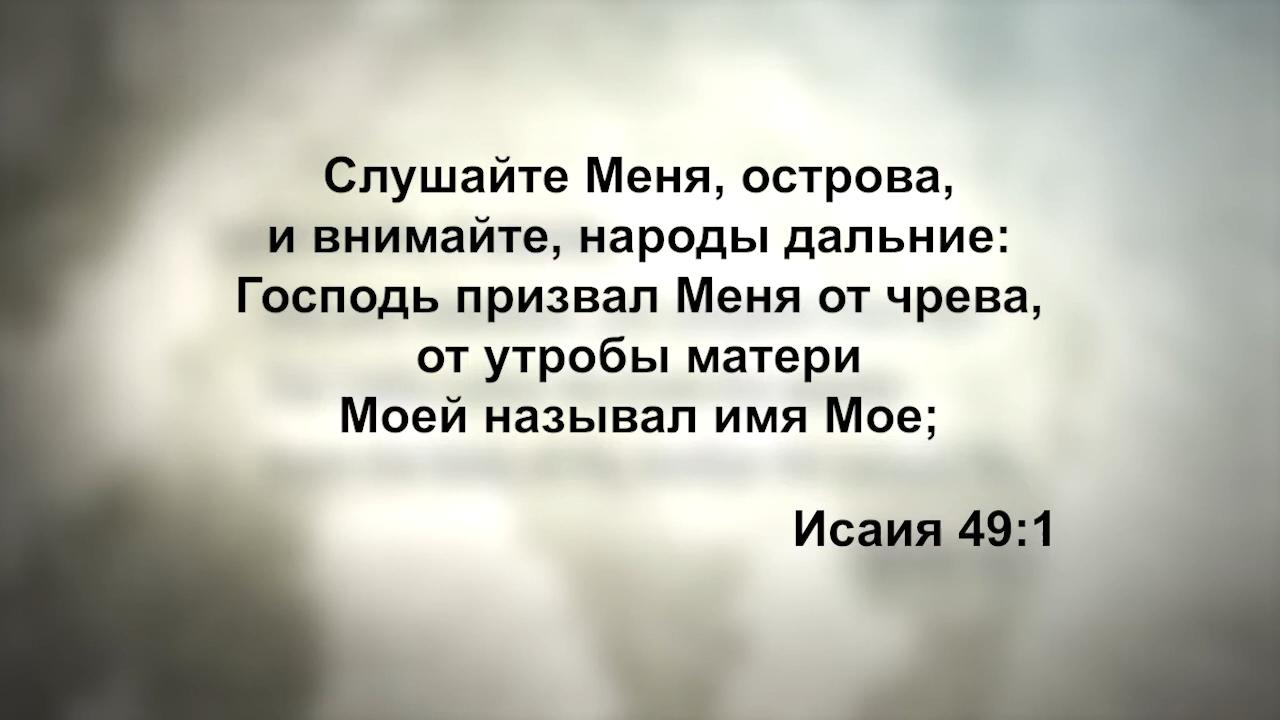 Слушайте Меня, острова,
и внимайте, народы дальние:
Господь призвал Меня от чрева,
от утробы матери
Моей называл имя Мое;
Исаия 49:1